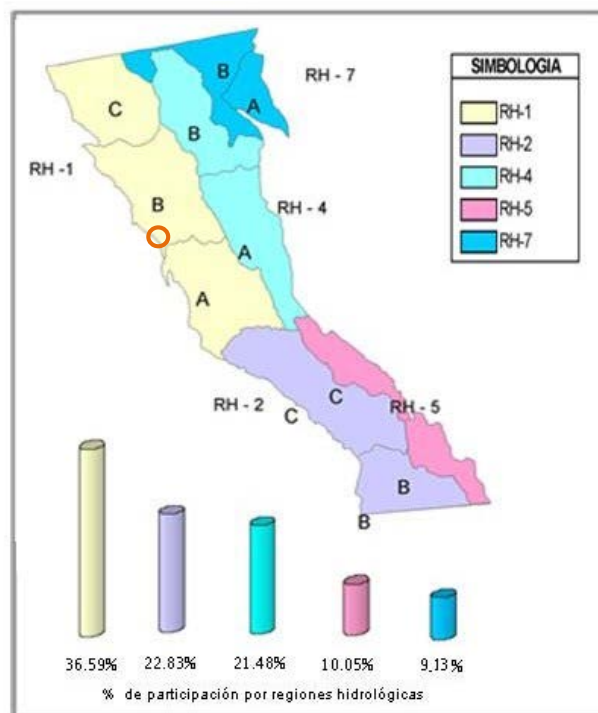 SIMBOLOGIA
RH-1
RH-2
RH-4
RH-5
RH-7
B
RH - 7
A
C
B
RH -1
B
RH - 4
A
A
C
RH - 5
RH - 2
C
B
B
36.59%
22.83%
21.48%
10.05%
9.13%
% de participación por regiones hidrológicas